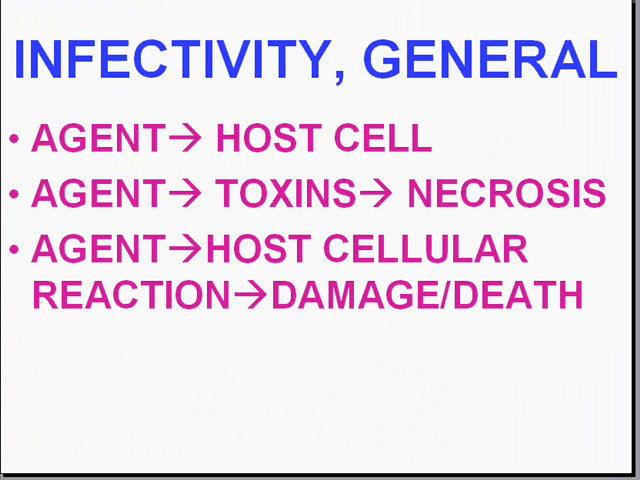 INFECTIVITY, GENERAL
• AGENT→ HOST CELL
• AGENT→ TOXINS→ NECROSIS
• AGENT→HOST CELLULAR
REACTION→DAMAGE/DEATH